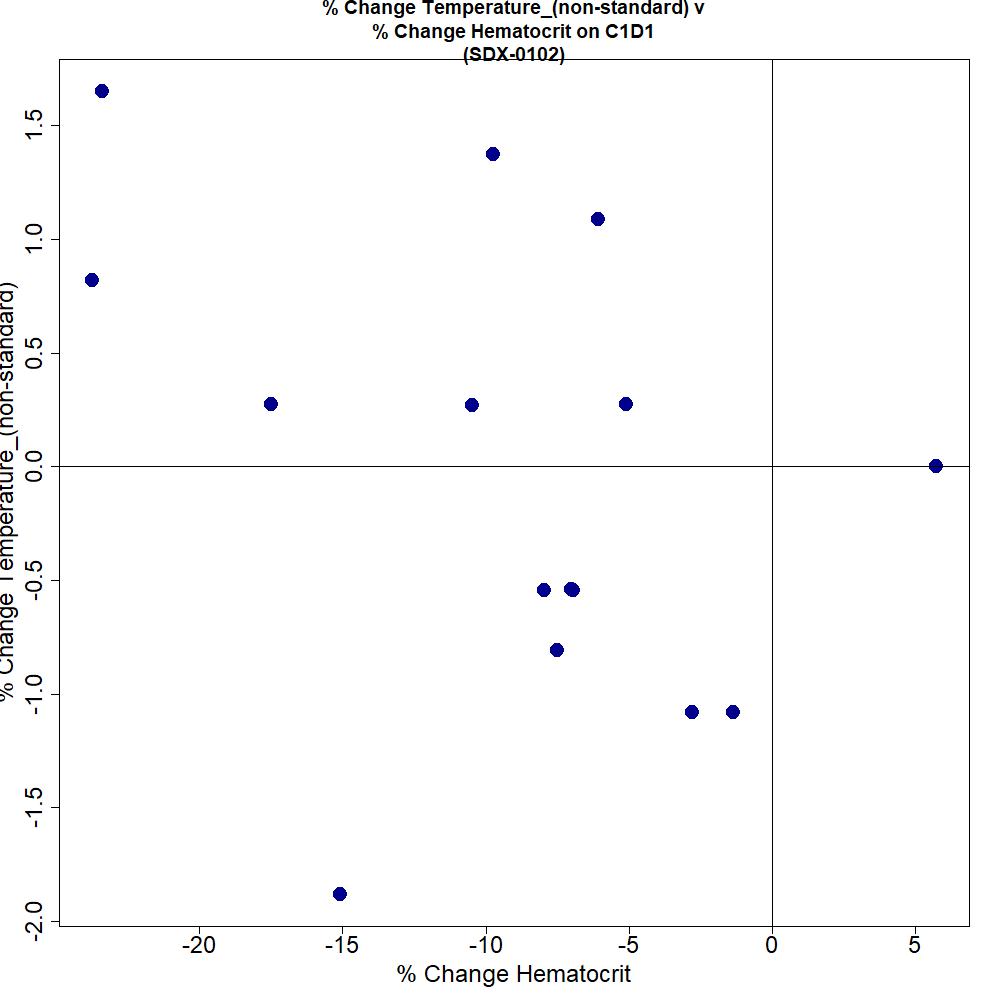 % Change Temperature_(non-standard) v
% Change Hematocrit on C1D1
(SDX-0102)
% Change Temperature_(non-standard)
1.5
1.0
0.5
0.0
-0.5
-1.0
-1.5
-2.0
-20
-15
-10
-5
0
5
% Change Hematocrit